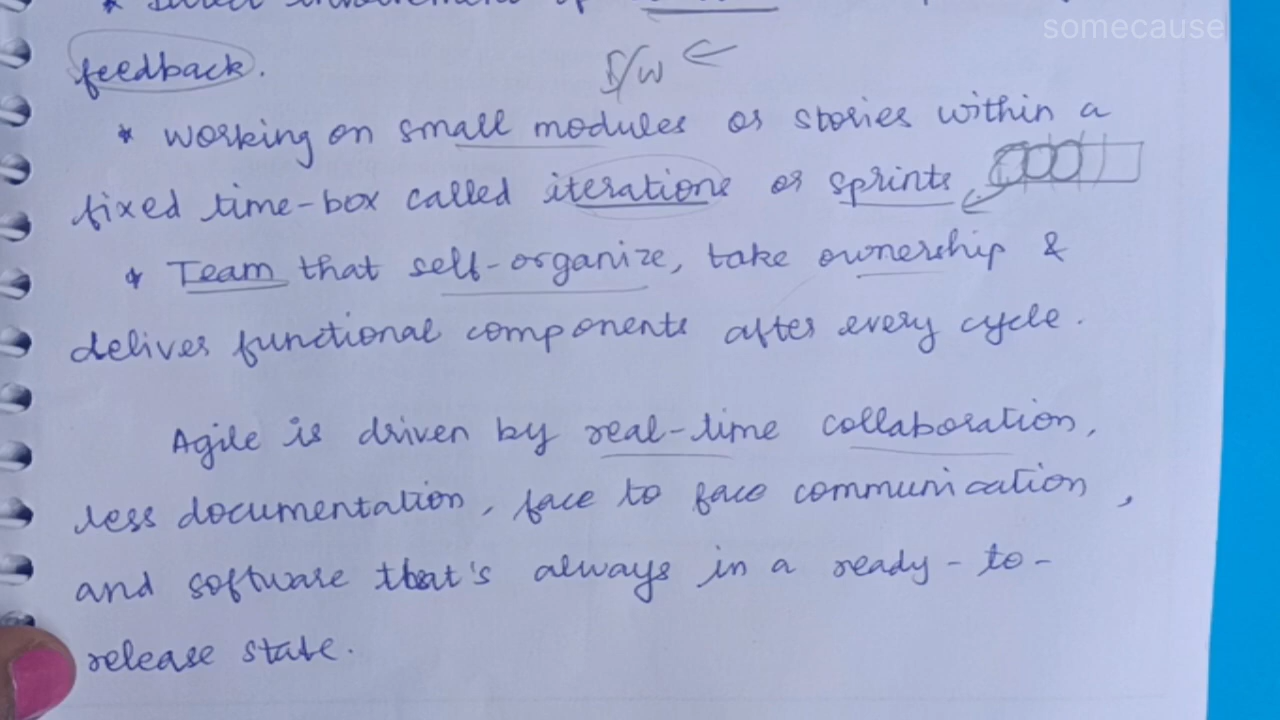 somecause
feedback.
S/W
* working on small modules or stories within a
fixed time-box called iterations or sprints
* Team that self-organize, take ownership &
delivers functional components after every cycle.
Agile is driven by real-time collaboration,
less documentation, face to face communication,
and software that's always in a ready-to-
release state.